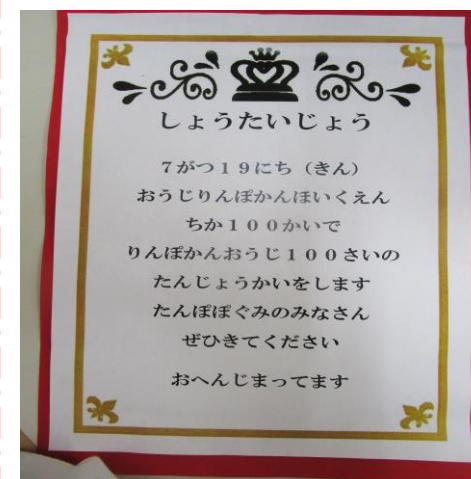 しょうたいじょう
7がつ19にち（きん）
おうじりんぽかんほいくえん
ちか100かいで
りんぽかんおうじ100さいの
たんじょうかいをします
たんぽぽぐみのみなさん
ぜひきてください
おへんじまってます